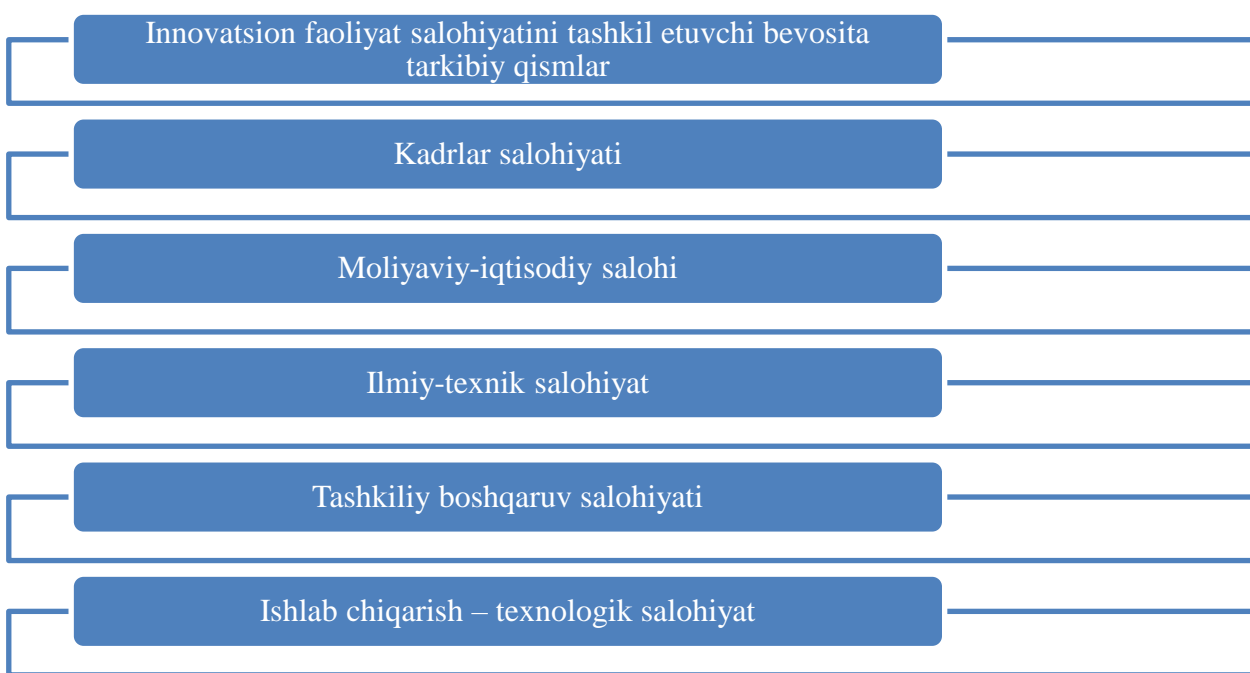 Innovatsion faoliyat salohiyatini tashkil etuvchi bevosita
tarkibiy qismlar
Kadrlar salohiyati
Moliyaviy-iqtisodiy salohi
Ilmiy-texnik salohiyat
Tashkiliy boshqaruv salohiyati
Ishlab chiqarish – texnologik salohiyat